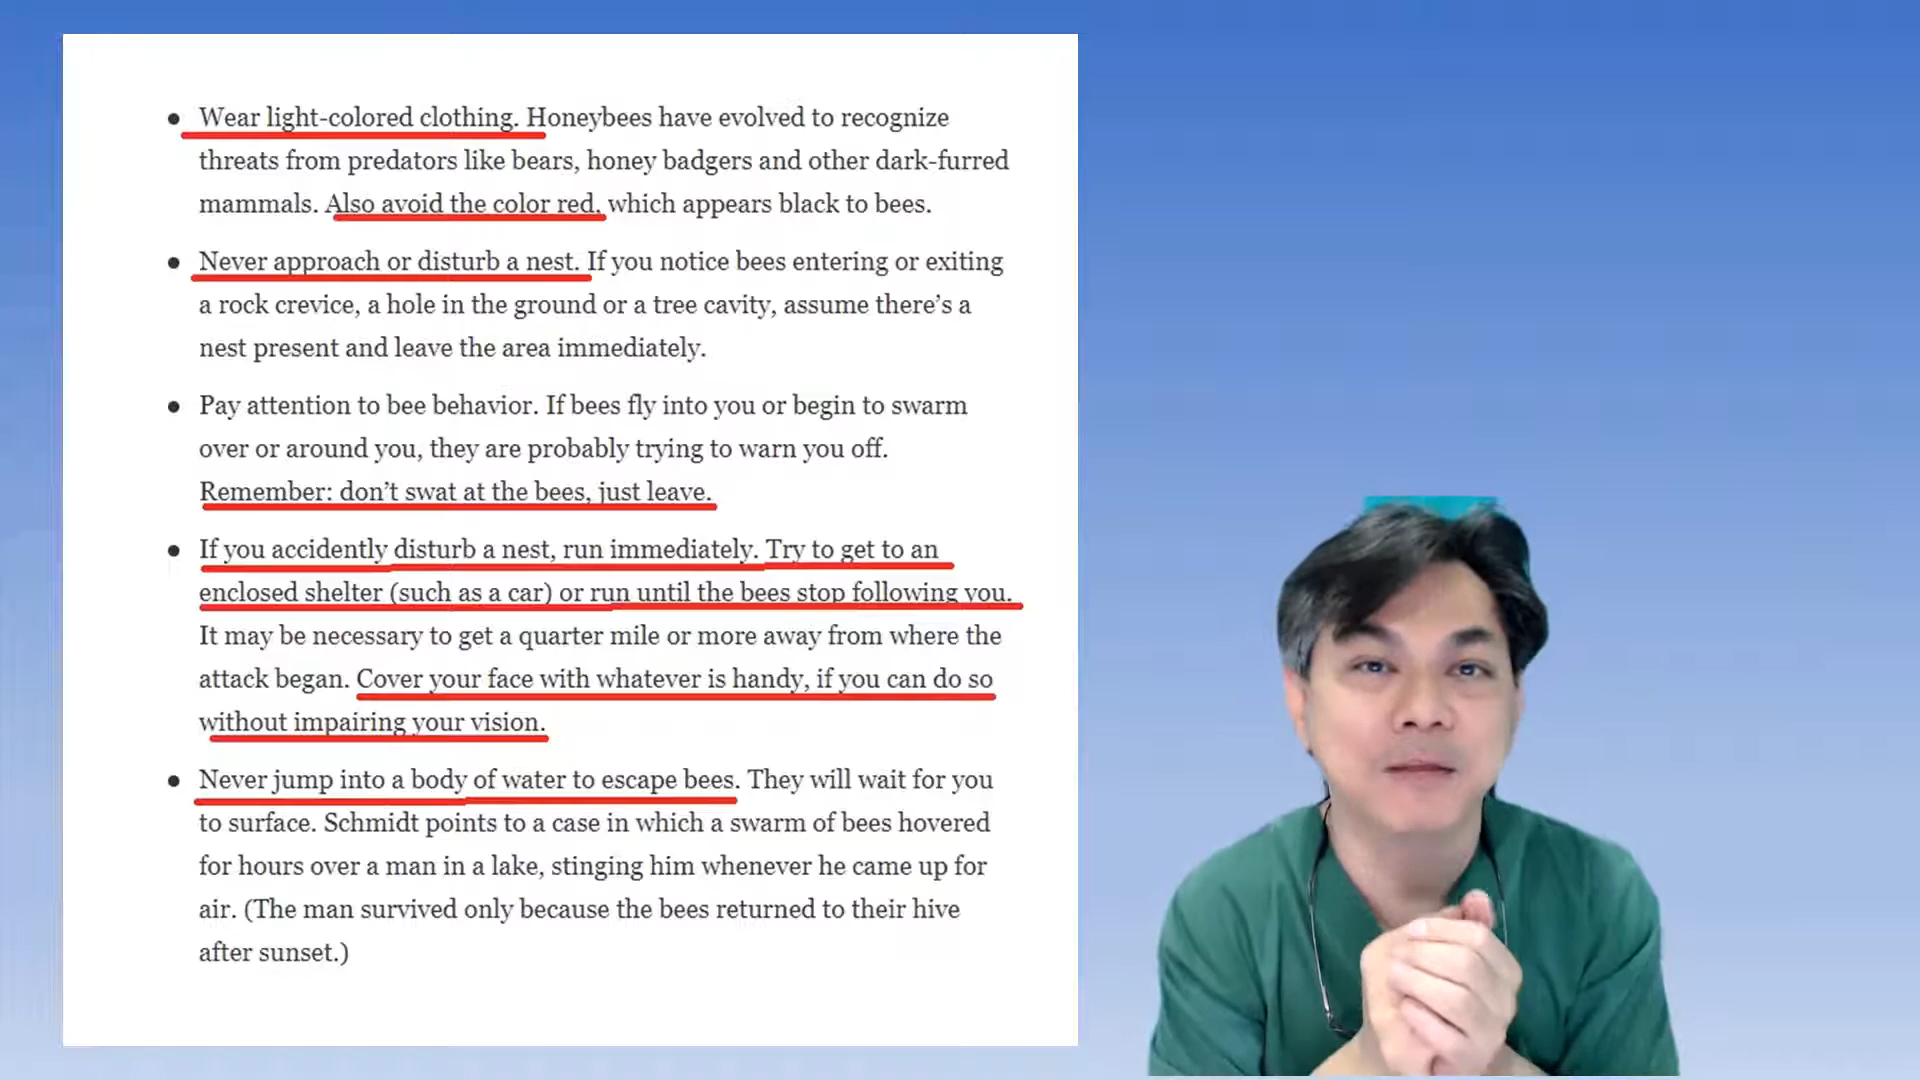 Wear light-colored clothing. Honeybees have evolved to recognize
threats from predators like bears, honey badgers and other dark-furred
mammals. Also avoid the color red, which appears black to bees.
Never approach or disturb a nest. If you notice bees entering or exiting
a rock crevice, a hole in the ground or a tree cavity, assume there’s a
nest present and leave the area immediately.
Pay attention to bee behavior. If bees fly into you or begin to swarm
over or around you, they are probably trying to warn you off.
Remember: don’t swat at the bees, just leave.
If you accidently disturb a nest, run immediately. Try to get to an
enclosed shelter (such as a car) or run until the bees stop following you.
It may be necessary to get a quarter mile or more away from where the
attack began. Cover your face with whatever is handy, if you can do so
without impairing your vision.
Never jump into a body of water to escape bees. They will wait for you
to surface. Schmidt points to a case in which a swarm of bees hovered
for hours over a man in a lake, stinging him whenever he came up for
air. (The man survived only because the bees returned to their hive
after sunset.)